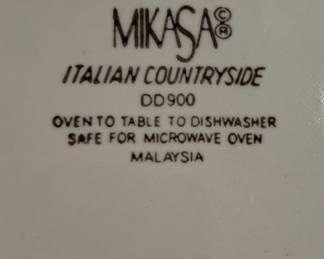 MIKASA © ®
ITALIAN COUNTRYSIDE
DD900
OVEN TO TABLE TO DISHWASHER
SAFE FOR MICROWAVE OVEN
MALAYSIA